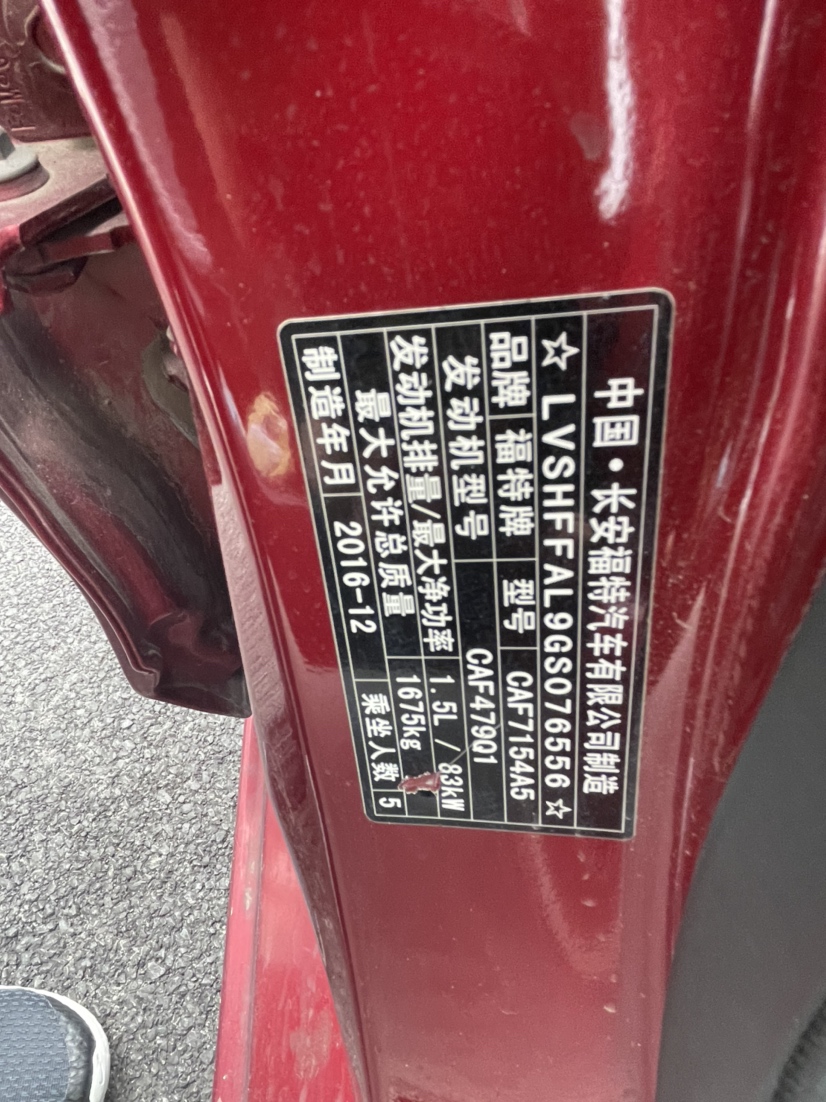 中国·长安福特汽车有限公司制造
☆ LVSHFFAL9GS076556 ☆
品牌 福特牌 型号 CAF7154A5
发动机型号 CAF479Q1
发动机排量/最大净功率 1.5L / 83kW
最大允许总质量 1675kg
制造年月 2016-12 乘坐人数 5